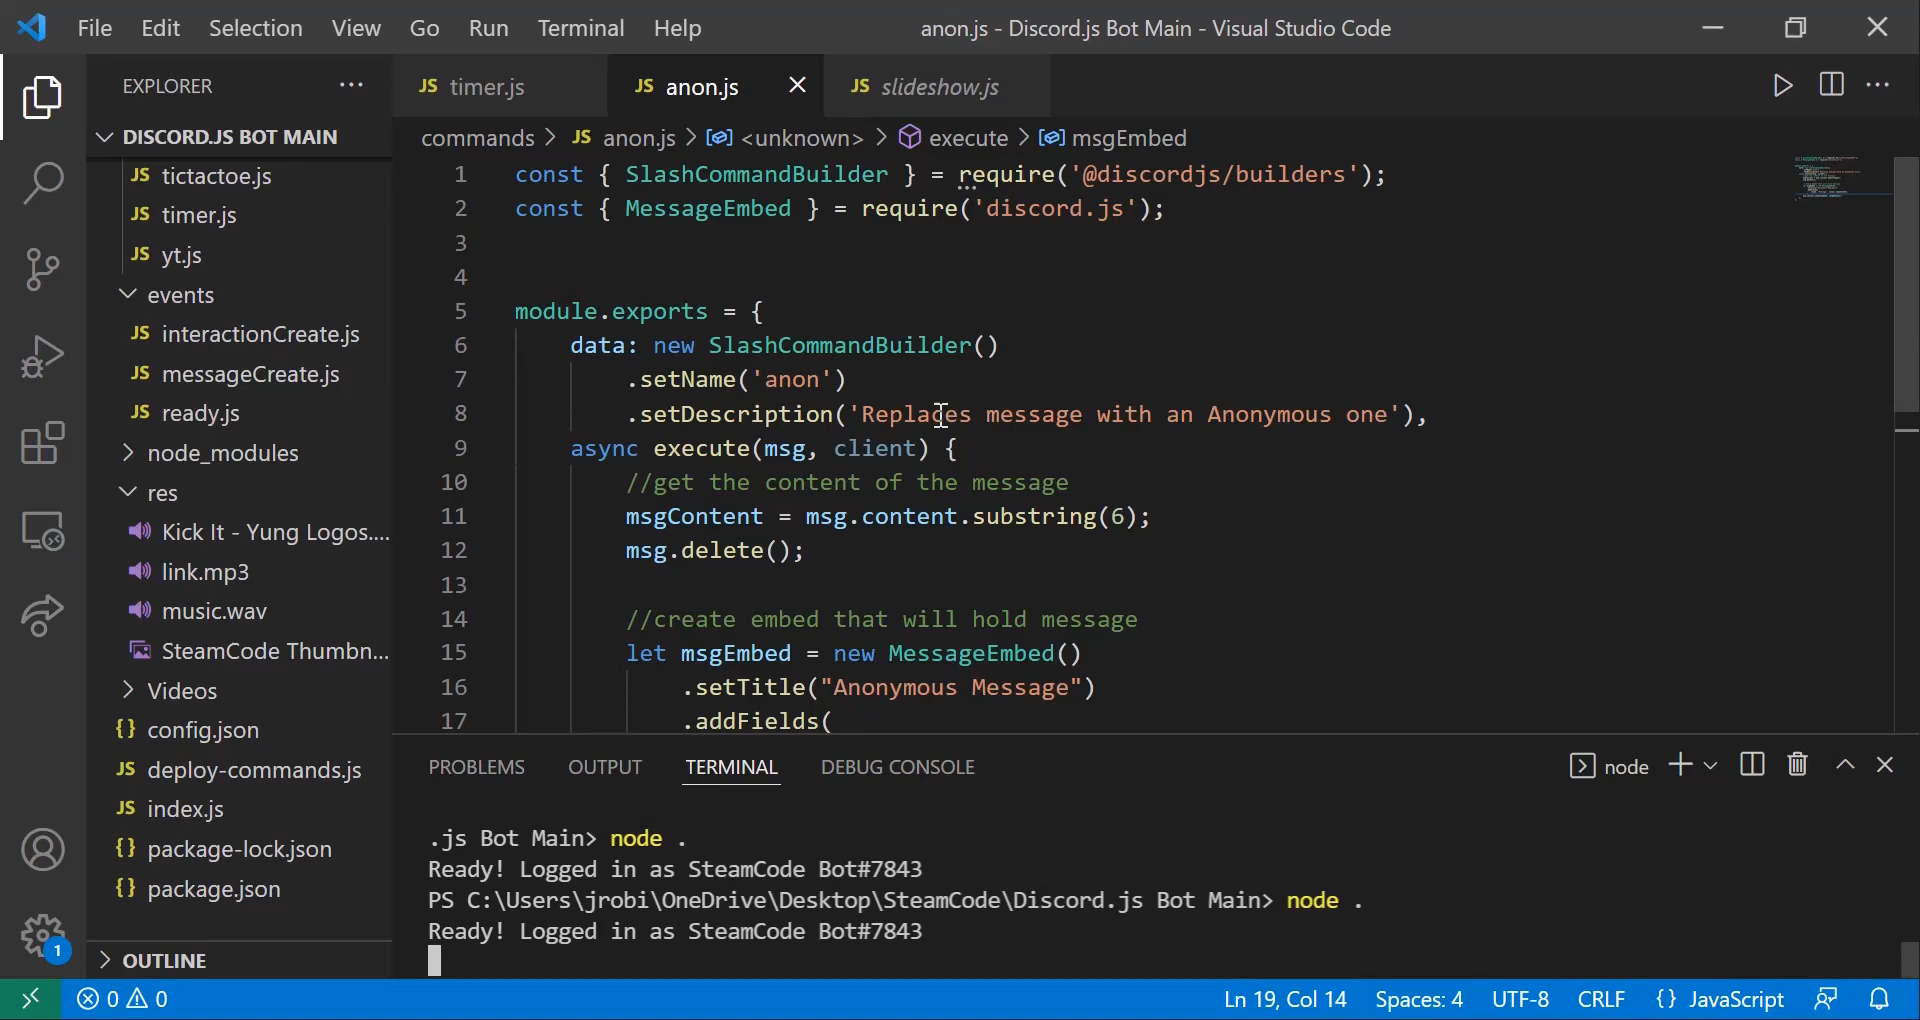 File Edit Selection View Go Run Terminal Help
anon.js - Discord.js Bot Main - Visual Studio Code
EXPLORER
DISCORD.JS BOT MAIN
JS tictactoe.js
JS timer.js
JS yt.js
events
JS interactionCreate.js
JS messageCreate.js
JS ready.js
node_modules
res
Kick It - Yung Logos....
link.mp3
music.wav
SteamCode Thumbn...
Videos
{} config.json
JS deploy-commands.js
JS index.js
{} package-lock.json
{} package.json
OUTLINE
1
JS timer.js JS anon.js JS slideshow.js
commands > JS anon.js > <unknown> > execute > msgEmbed
1 const { SlashCommandBuilder } = require('@discordjs/builders');
2 const { MessageEmbed } = require('discord.js');
3
4
5 module.exports = {
6 data: new SlashCommandBuilder()
7 .setName('anon')
8 .setDescription('Replaces message with an Anonymous one'),
9 async execute(msg, client) {
10 //get the content of the message
11 msgContent = msg.content.substring(6);
12 msg.delete();
13
14 //create embed that will hold message
15 let msgEmbed = new MessageEmbed()
16 .setTitle("Anonymous Message")
17 .addFields(
PROBLEMS OUTPUT TERMINAL DEBUG CONSOLE
node
.js Bot Main> node .
Ready! Logged in as SteamCode Bot#7843
PS C:\Users\jrobi\OneDrive\Desktop\SteamCode\Discord.js Bot Main> node .
Ready! Logged in as SteamCode Bot#7843
0 0
Ln 19, Col 14 Spaces: 4 UTF-8 CRLF {} JavaScript